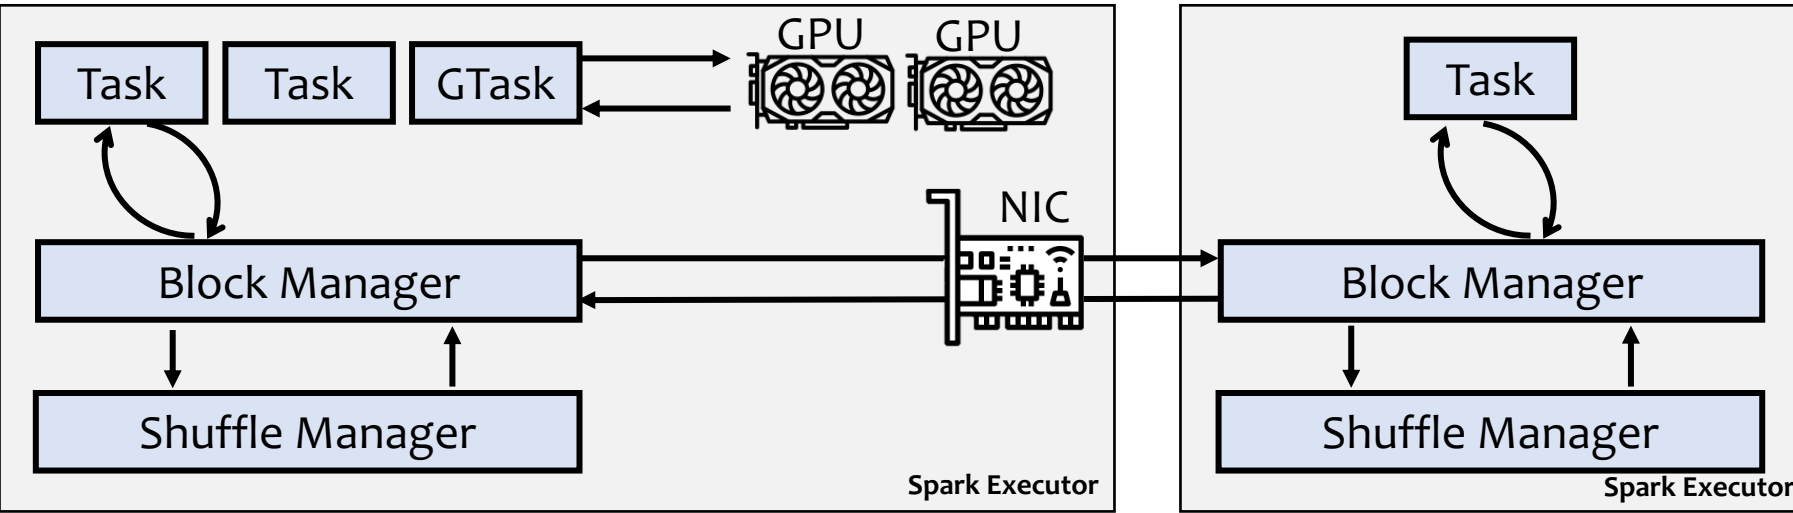 GPU GPU
Task Task GTask
NIC
Block Manager
Shuffle Manager
Spark Executor
Task
Block Manager
Shuffle Manager
Spark Executor